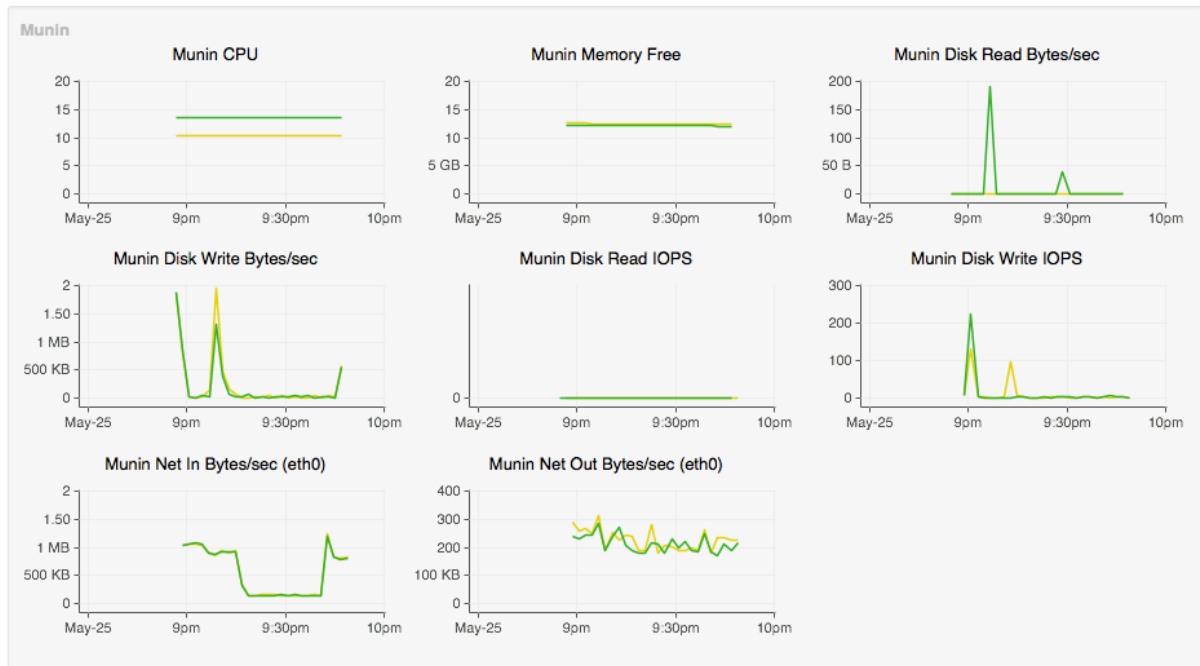 Munin
Munin CPU
20
15
10
5
0
May-25 9pm 9:30pm 10pm
Munin Memory Free
20
15
10
5 GB
0
May-25 9pm 9:30pm 10pm
Munin Disk Read Bytes/sec
200
150
100
50 B
0
May-25 9pm 9:30pm 10pm
Munin Disk Write Bytes/sec
2
1.50
1 MB
500 KB
0
May-25 9pm 9:30pm 10pm
Munin Disk Read IOPS
0
May-25 9pm 9:30pm 10pm
Munin Disk Write IOPS
300
200
100
0
May-25 9pm 9:30pm 10pm
Munin Net In Bytes/sec (eth0)
2
1.50
1 MB
500 KB
0
May-25 9pm 9:30pm 10pm
Munin Net Out Bytes/sec (eth0)
400
300
200
100 KB
0
May-25 9pm 9:30pm 10pm